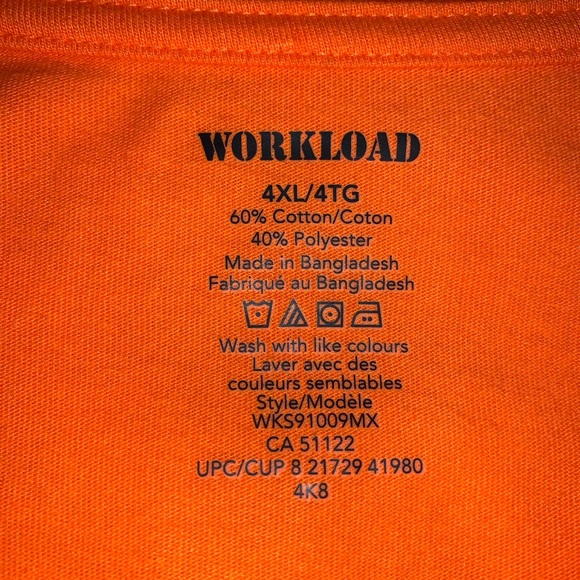 WORKLOAD
4XL/4TG
60% Cotton/Coton
40% Polyester
Made in Bangladesh
Fabriqué au Bangladesh
Wash with like colours
Laver avec des
couleurs semblables
Style/Modèle
WKS91009MX
CA 51122
UPC/CUP 8 21729 41980
4K8